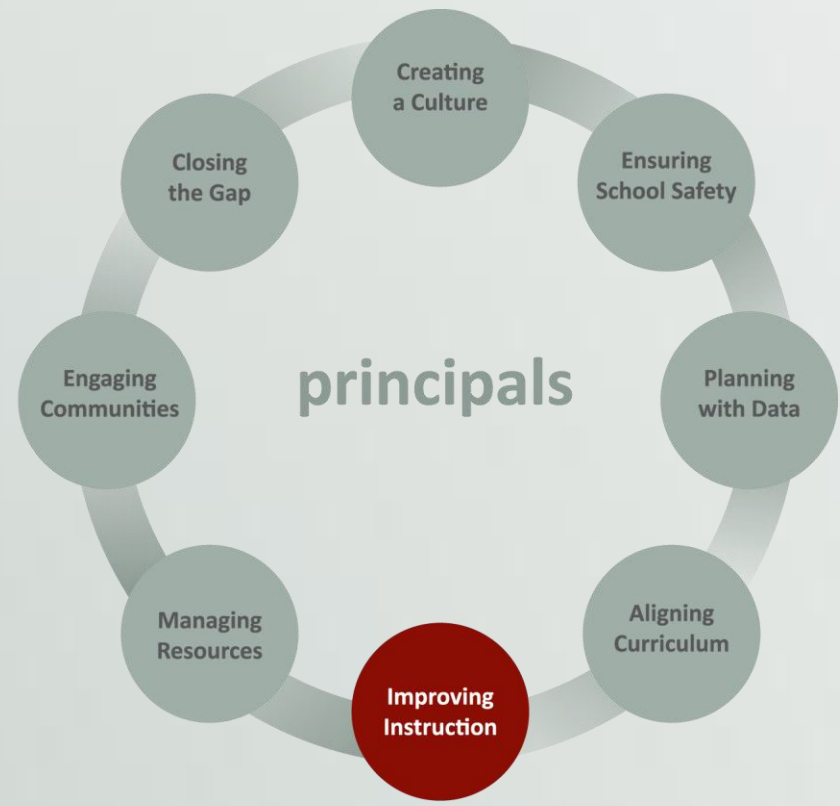 Creating
a Culture
Ensuring
School Safety
Planning
with Data
Aligning
Curriculum
Improving
Instruction
Managing
Resources
Engaging
Communities
Closing
the Gap
principals